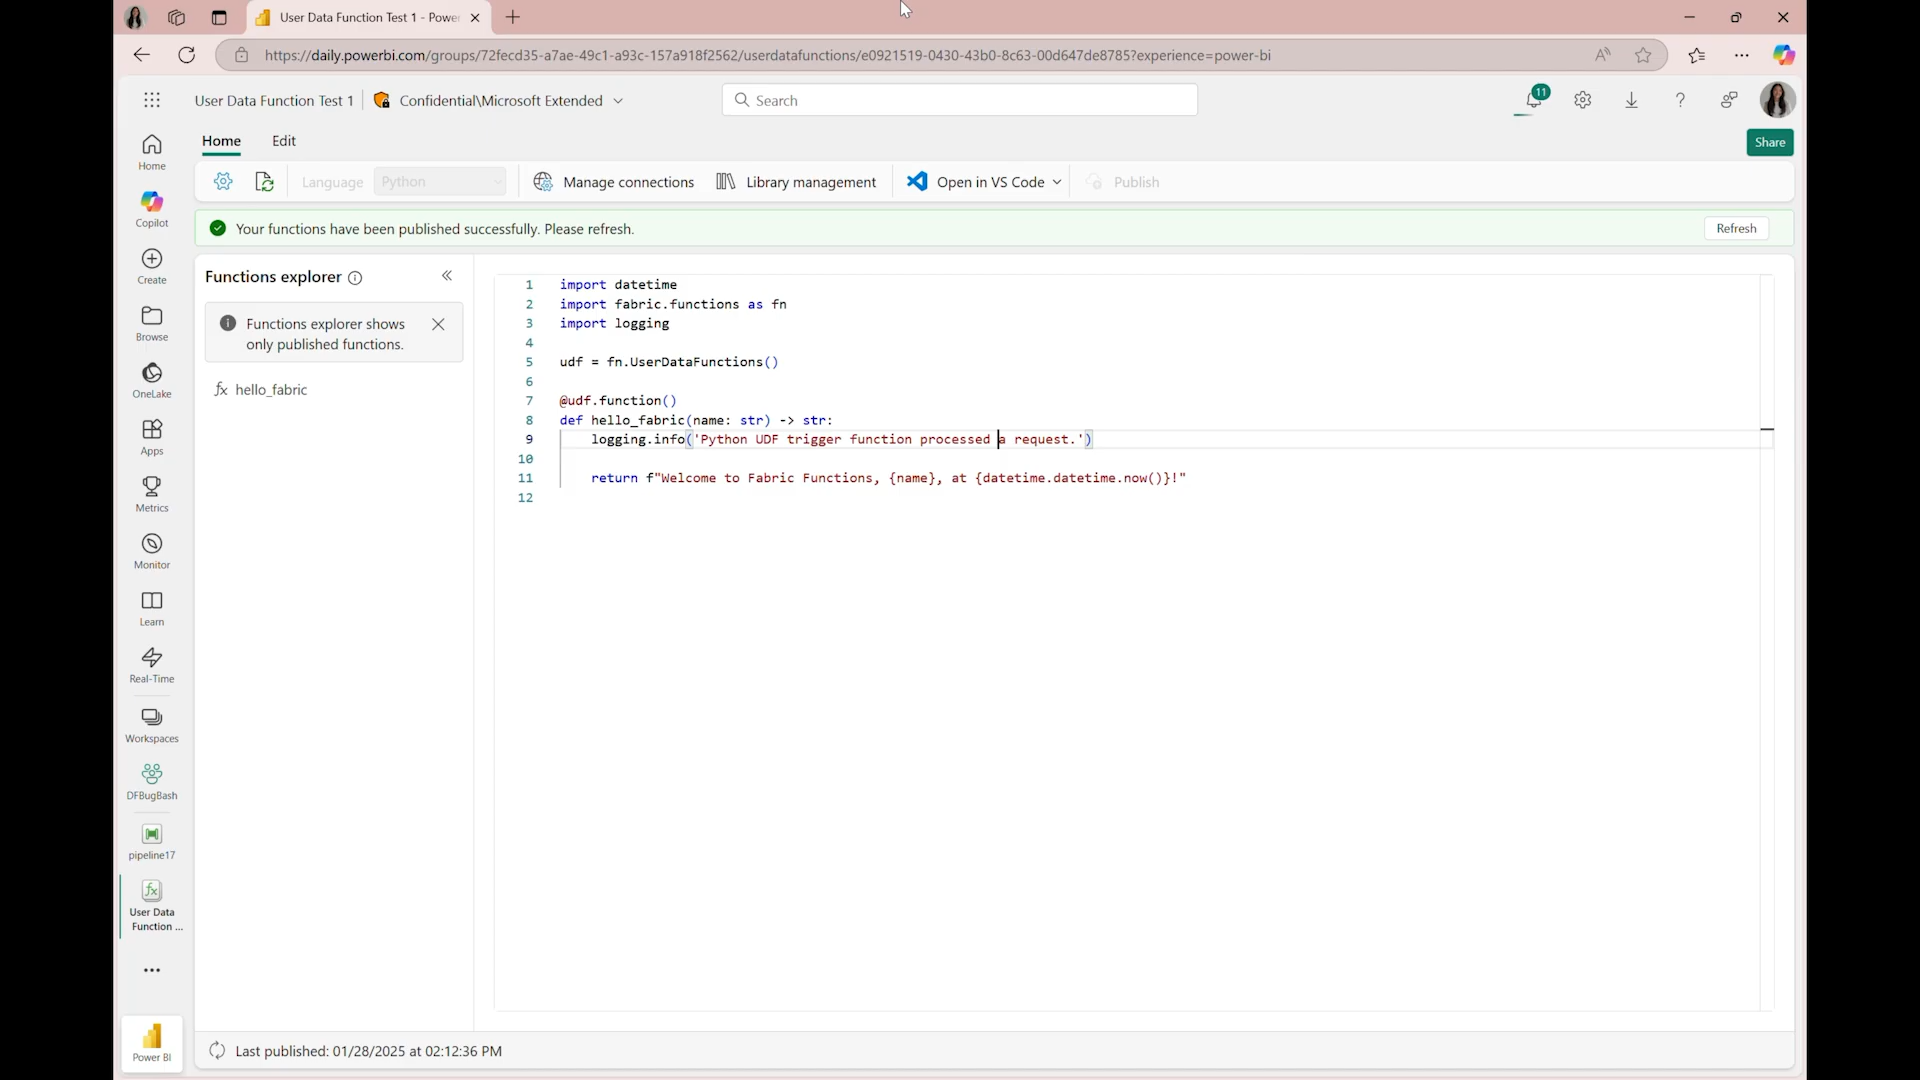 User Data Function Test 1 - Power
https://daily.powerbi.com/groups/72fecd35-a7ae-49c1-a93c-157a918f2562/userdatafunctions/e0921519-0430-43b0-8c63-00d647de8785?experience=power-bi
User Data Function Test 1
Confidential\Microsoft Extended
Search
11
Home
Edit
Share
Language
Python
Manage connections
Library management
Open in VS Code
Publish
Your functions have been published successfully. Please refresh.
Refresh
Home
Copilot
Create
Browse
OneLake
Apps
Metrics
Monitor
Learn
Real-Time
Workspaces
DFBugBash
pipeline17
User Data
Function ...
Power BI
Functions explorer
Functions explorer shows
only published functions.
fx hello_fabric
1 import datetime
2 import fabric.functions as fn
3 import logging
4
5 udf = fn.UserDataFunctions()
6
7 @udf.function()
8 def hello_fabric(name: str) -> str:
9 logging.info('Python UDF trigger function processed a request.')
10
11 return f"Welcome to Fabric Functions, {name}, at {datetime.datetime.now()}!"
12
Last published: 01/28/2025 at 02:12:36 PM